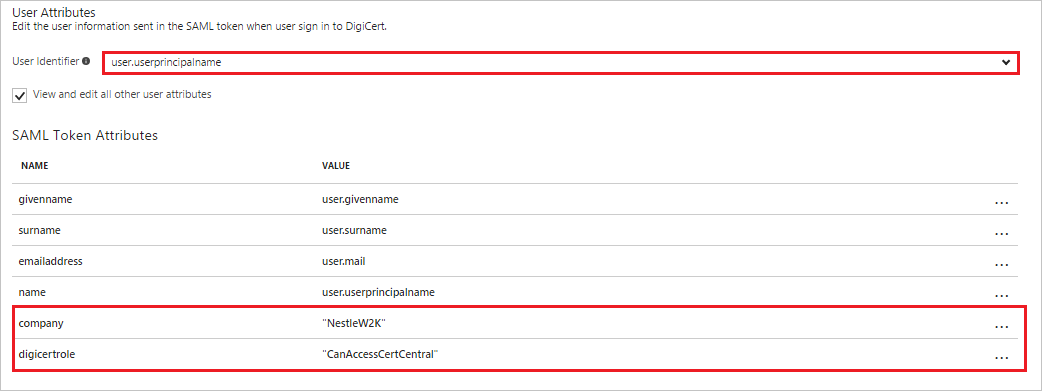 User Attributes
Edit the user information sent in the SAML token when user sign in to DigiCert.
User Identifier user.userprincipalname
View and edit all other user attributes
SAML Token Attributes
NAME VALUE
givenname user.givenname ...
surname user.surname ...
emailaddress user.mail ...
name user.userprincipalname ...
company "NestleW2K" ...
digicertrole "CanAccessCertCentral" ...